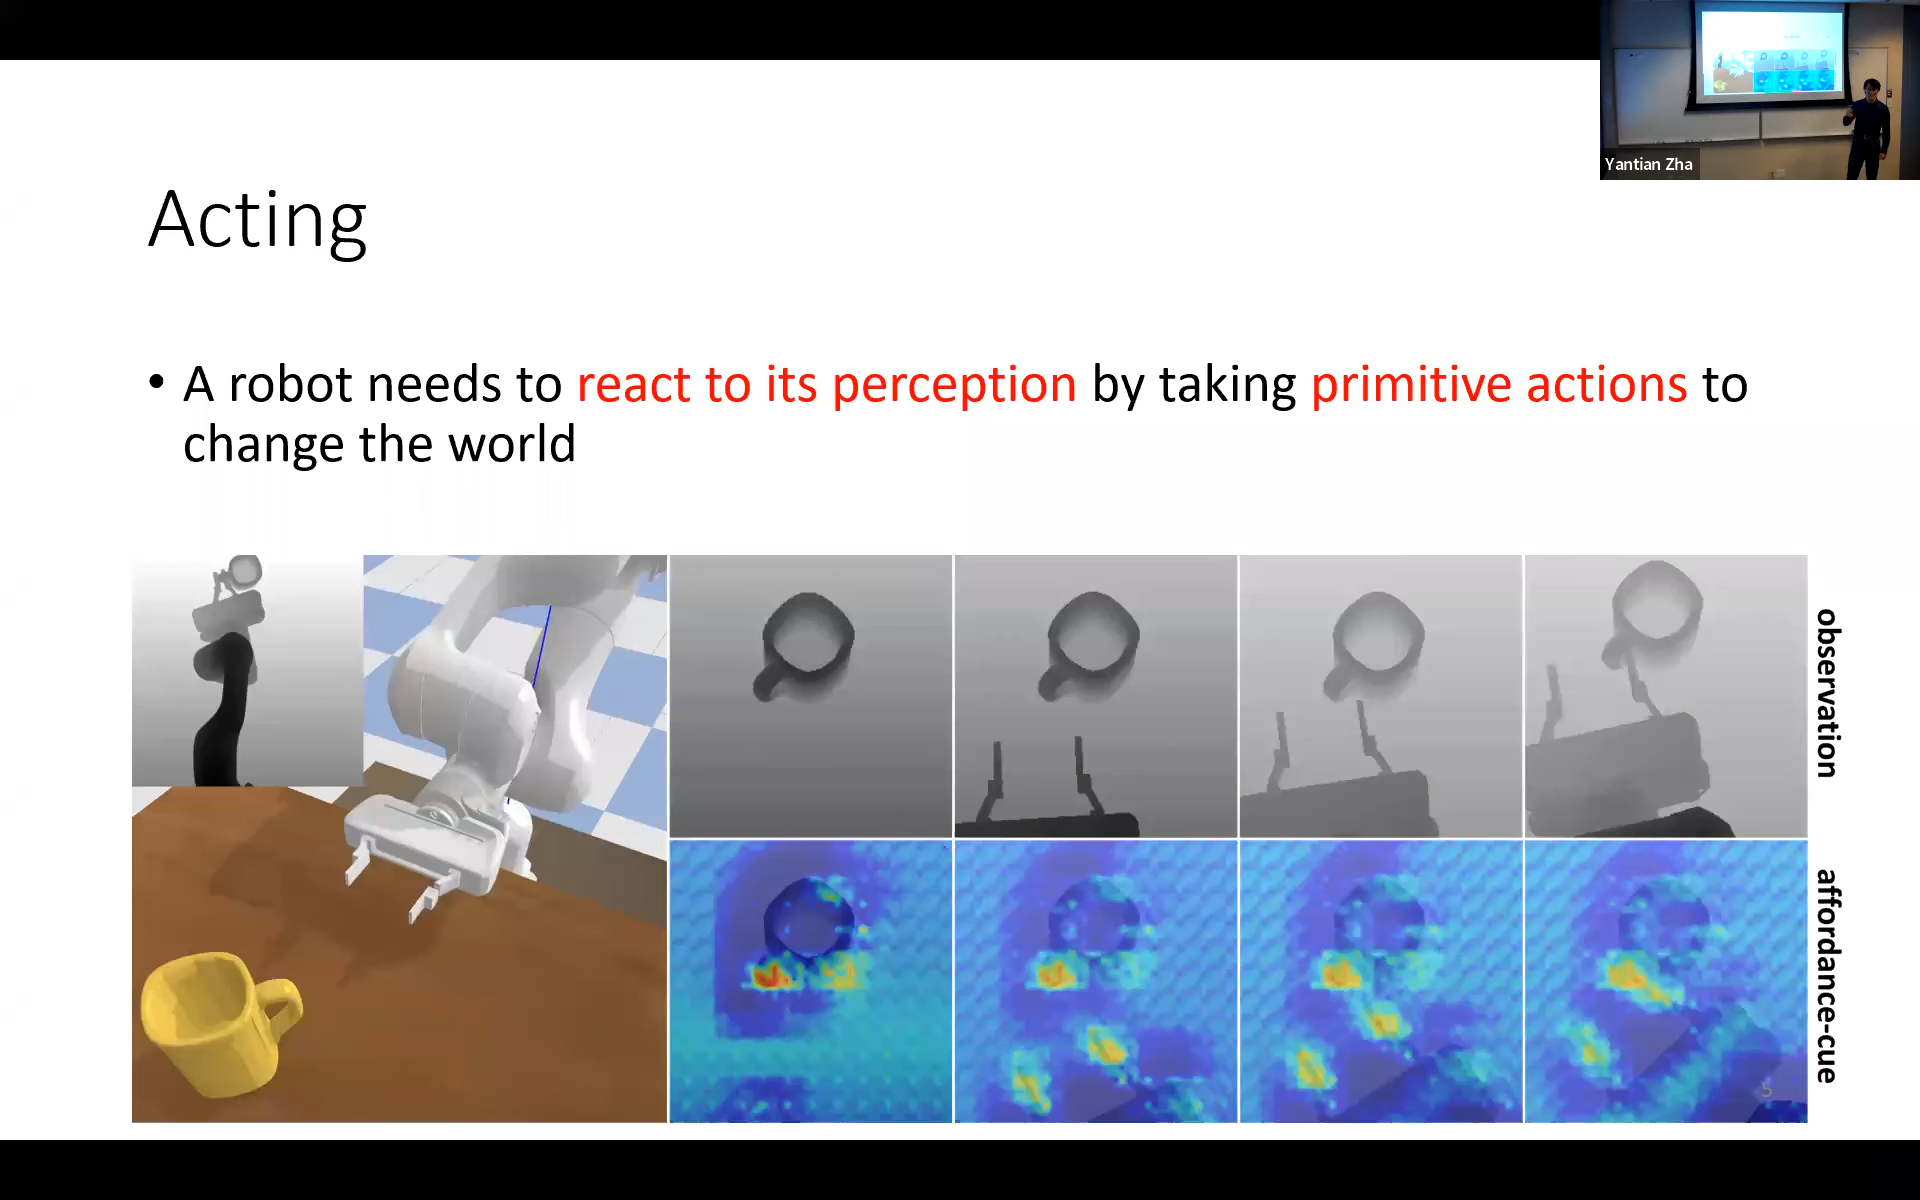 Yantian Zha
Acting
• A robot needs to react to its perception by taking primitive actions to
change the world
observation
affordance-cue
5